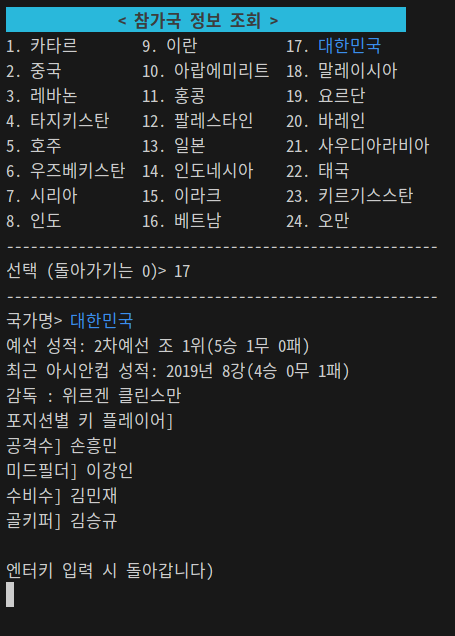 < 참가국 정보 조회 >
1. 카타르 9. 이란 17. 대한민국
2. 중국 10. 아랍에미리트 18. 말레이시아
3. 레바논 11. 홍콩 19. 요르단
4. 타지키스탄 12. 팔레스타인 20. 바레인
5. 호주 13. 일본 21. 사우디아라비아
6. 우즈베키스탄 14. 인도네시아 22. 태국
7. 시리아 15. 이라크 23. 키르기스스탄
8. 인도 16. 베트남 24. 오만
------------------------------------------------------
선택 (돌아가기는 0)> 17
------------------------------------------------------
국가명> 대한민국
예선 성적: 2차예선 조 1위(5승 1무 0패)
최근 아시안컵 성적: 2019년 8강(4승 0무 1패)
감독 : 위르겐 클린스만
포지션별 키 플레이어]
공격수] 손흥민
미드필더] 이강인
수비수] 김민재
골키퍼] 김승규
엔터키 입력 시 돌아갑니다)